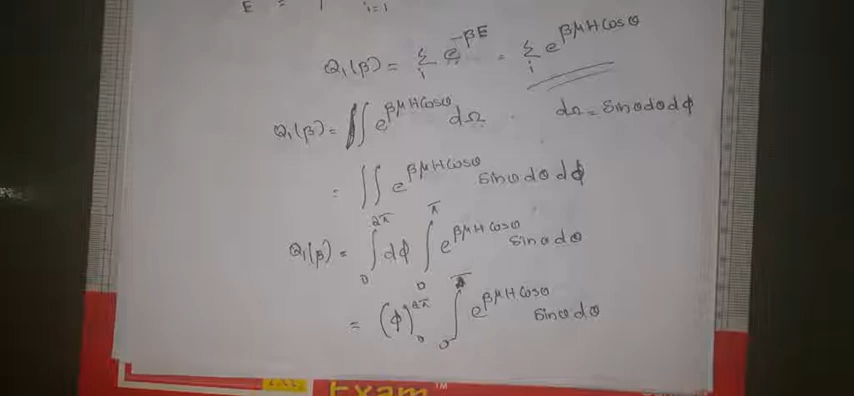 E = i=1
Q₁(β) = Σᵢ e^{-βE} = Σᵢ e^{βμH cosθ}
Q₁(β) = ∬ e^{βμH cosθ} dΩ . dΩ = sinθ dθ dφ
= ∬ e^{βμH cosθ} sinθ dθ dφ
Q₁(β) = ∫₀^{2π} dφ ∫₀^{π} e^{βμH cosθ} sinθ dθ
= (φ)₀^{2π} ∫₀^{π} e^{βμH cosθ} sinθ dθ
Exam™